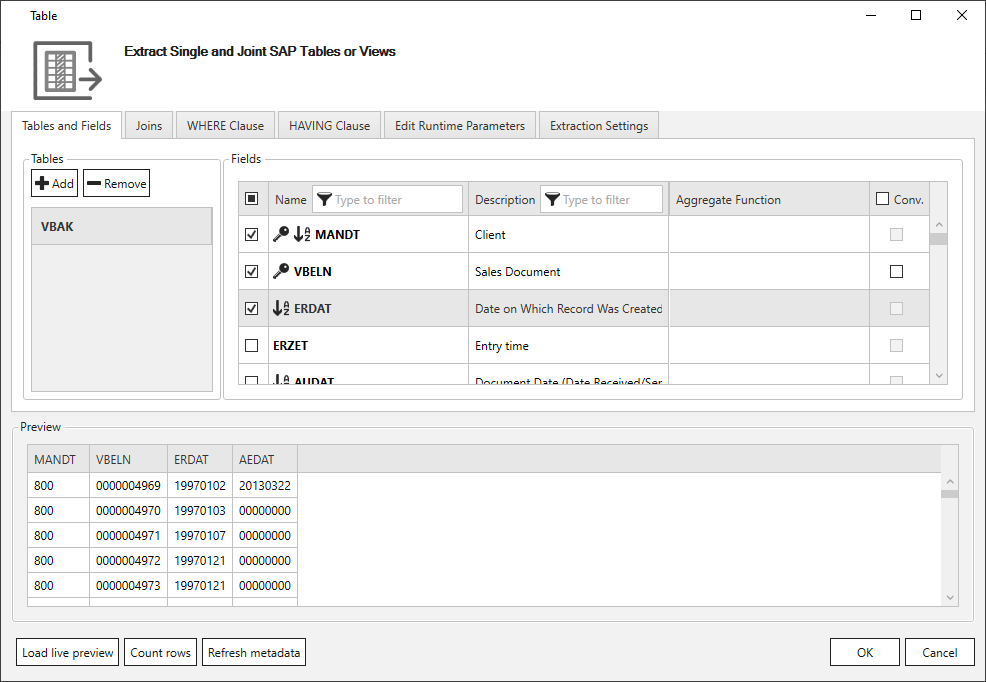 Table
Extract Single and Joint SAP Tables or Views
Tables and Fields Joins WHERE Clause HAVING Clause Edit Runtime Parameters Extraction Settings
Tables
Add Remove
VBAK
Fields
Name Type to filter Description Type to filter Aggregate Function Conv.
MANDT Client
VBELN Sales Document
ERDAT Date on Which Record Was Created
ERZET Entry time
AUDAT Document Date (Date Received/Ser
Preview
MANDT VBELN ERDAT AEDAT
800 0000004969 19970102 20130322
800 0000004970 19970103 00000000
800 0000004971 19970107 00000000
800 0000004972 19970121 00000000
800 0000004973 19970121 00000000
Load live preview Count rows Refresh metadata OK Cancel